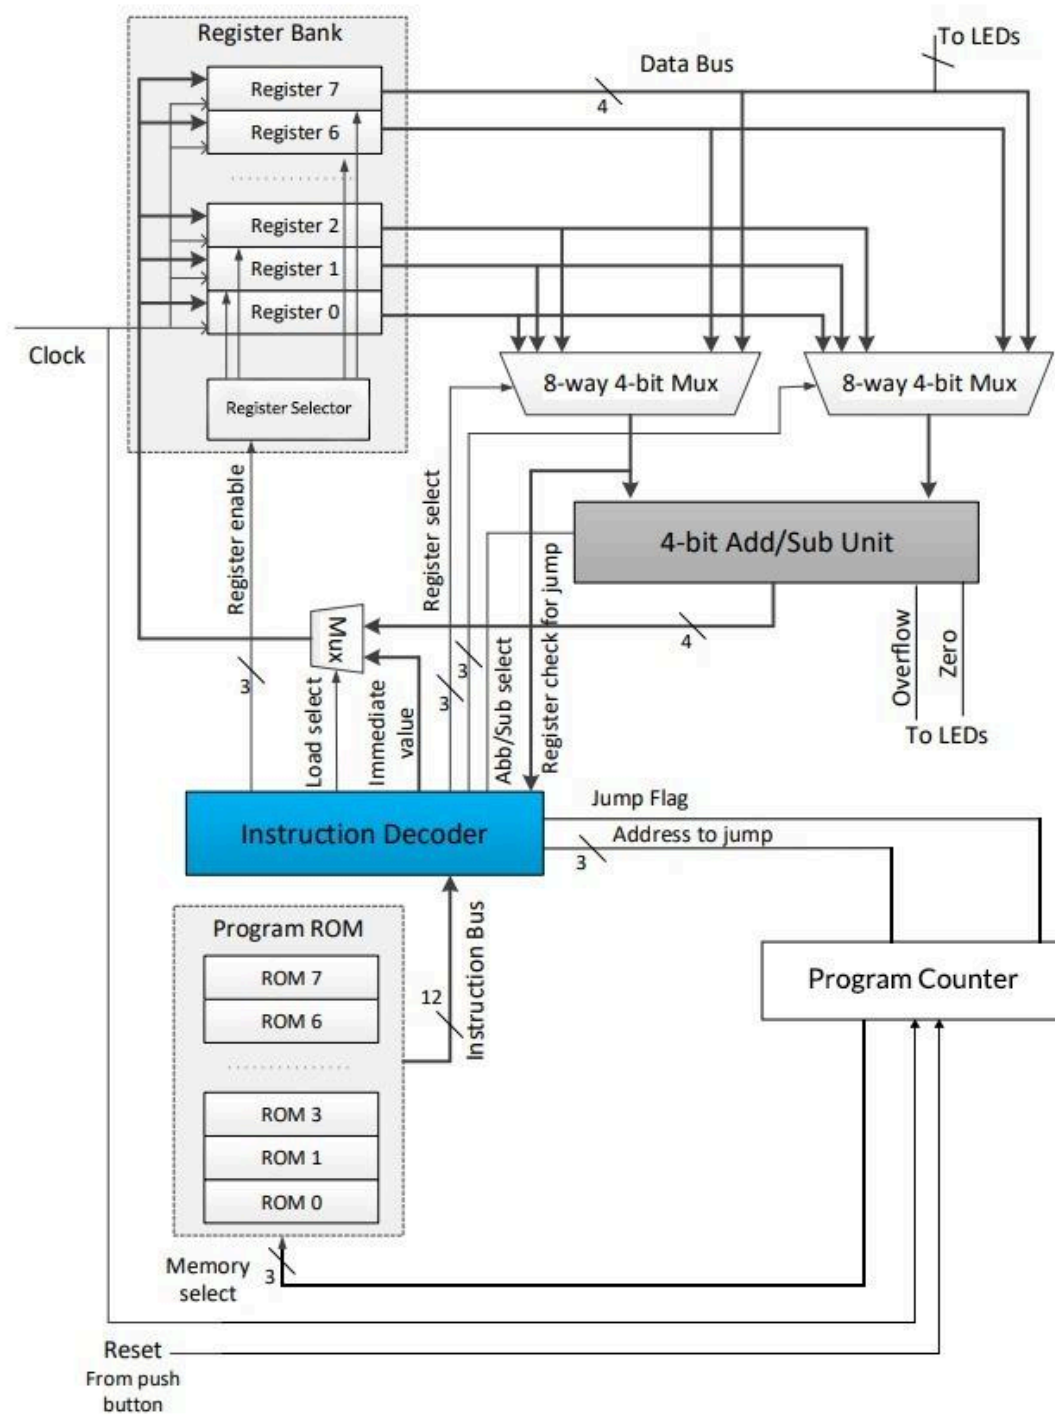 Register Bank
To LEDs
Data Bus
Register 7
4
Register 6
Register 2
Register 1
Register 0
Clock
8-way 4-bit Mux
8-way 4-bit Mux
Register Selector
Register enable
Register select
4-bit Add/Sub Unit
Register check for jump
Abb/Sub select
Mux
4
3
3
3
Load select
Immediate
value
Overflow
Zero
To LEDs
Jump Flag
Instruction Decoder
Address to jump
3
Program ROM
Instruction Bus
ROM 7
12
ROM 6
Program Counter
ROM 3
ROM 1
ROM 0
Memory
select
3
Reset
From push
button